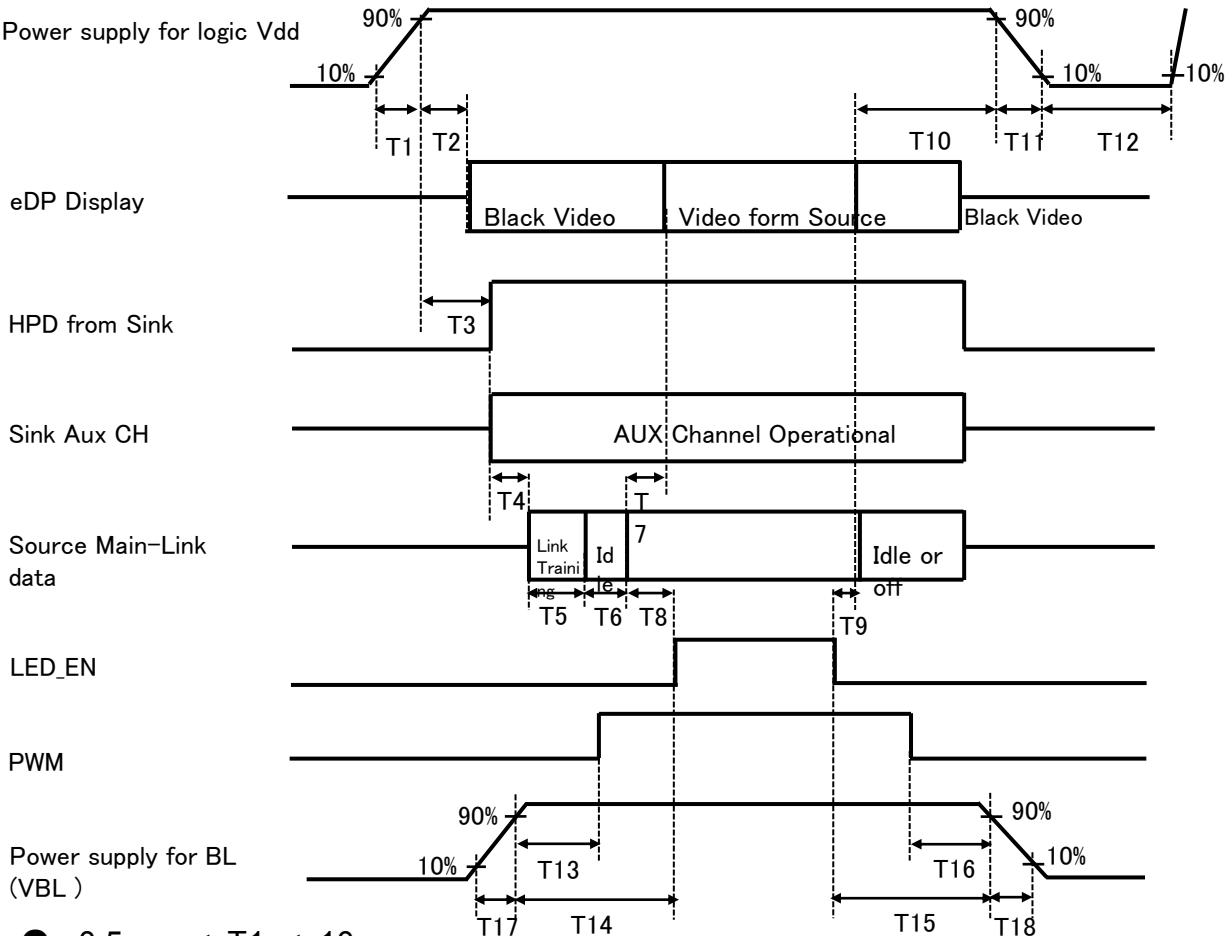 90%
90%
Power supply for logic Vdd
10%
10%
10%
T1
T2
T10
T11
T12
eDP Display
Black Video
Video form Source
Black Video
HPD from Sink
T3
Sink Aux CH
AUX Channel Operational
T4
T
7
Source Main-Link
data
Link
Traini
ng
Id
le
Idle or
off
T5
T6
T8
T9
LED_EN
PWM
90%
90%
Power supply for BL
(VBL )
10%
10%
T13
T16
T17
T14
T15
T18